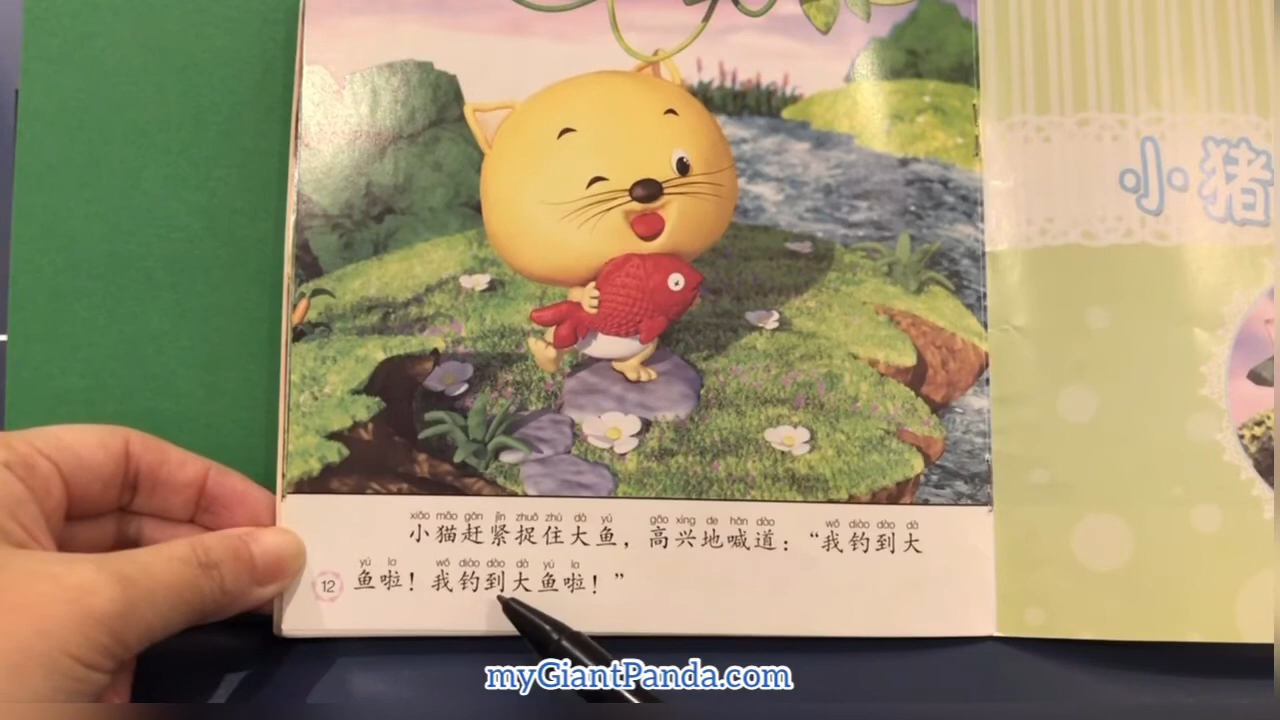 xiǎo māo gǎn jǐn zhuō zhù dà yú gāo xìng de hǎn dào wǒ diào dào dà
小猫赶紧捉住大鱼，高兴地喊道：“我钓到大
yú la wǒ diào dào dà yú la
鱼啦！我钓到大鱼啦！”
12
小猪
myGiantPanda.com